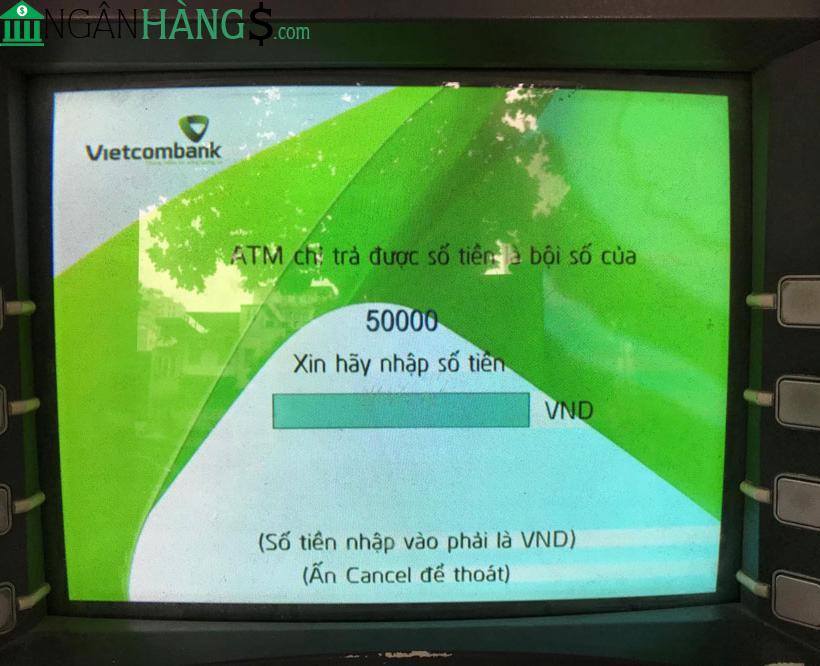 NGÂNHÀNG$.com
Vietcombank
ATM chỉ trả được số tiền là bội số của
50000
Xin hãy nhập số tiền
VND
(Số tiền nhập vào phải là VND)
(Ấn Cancel để thoát)